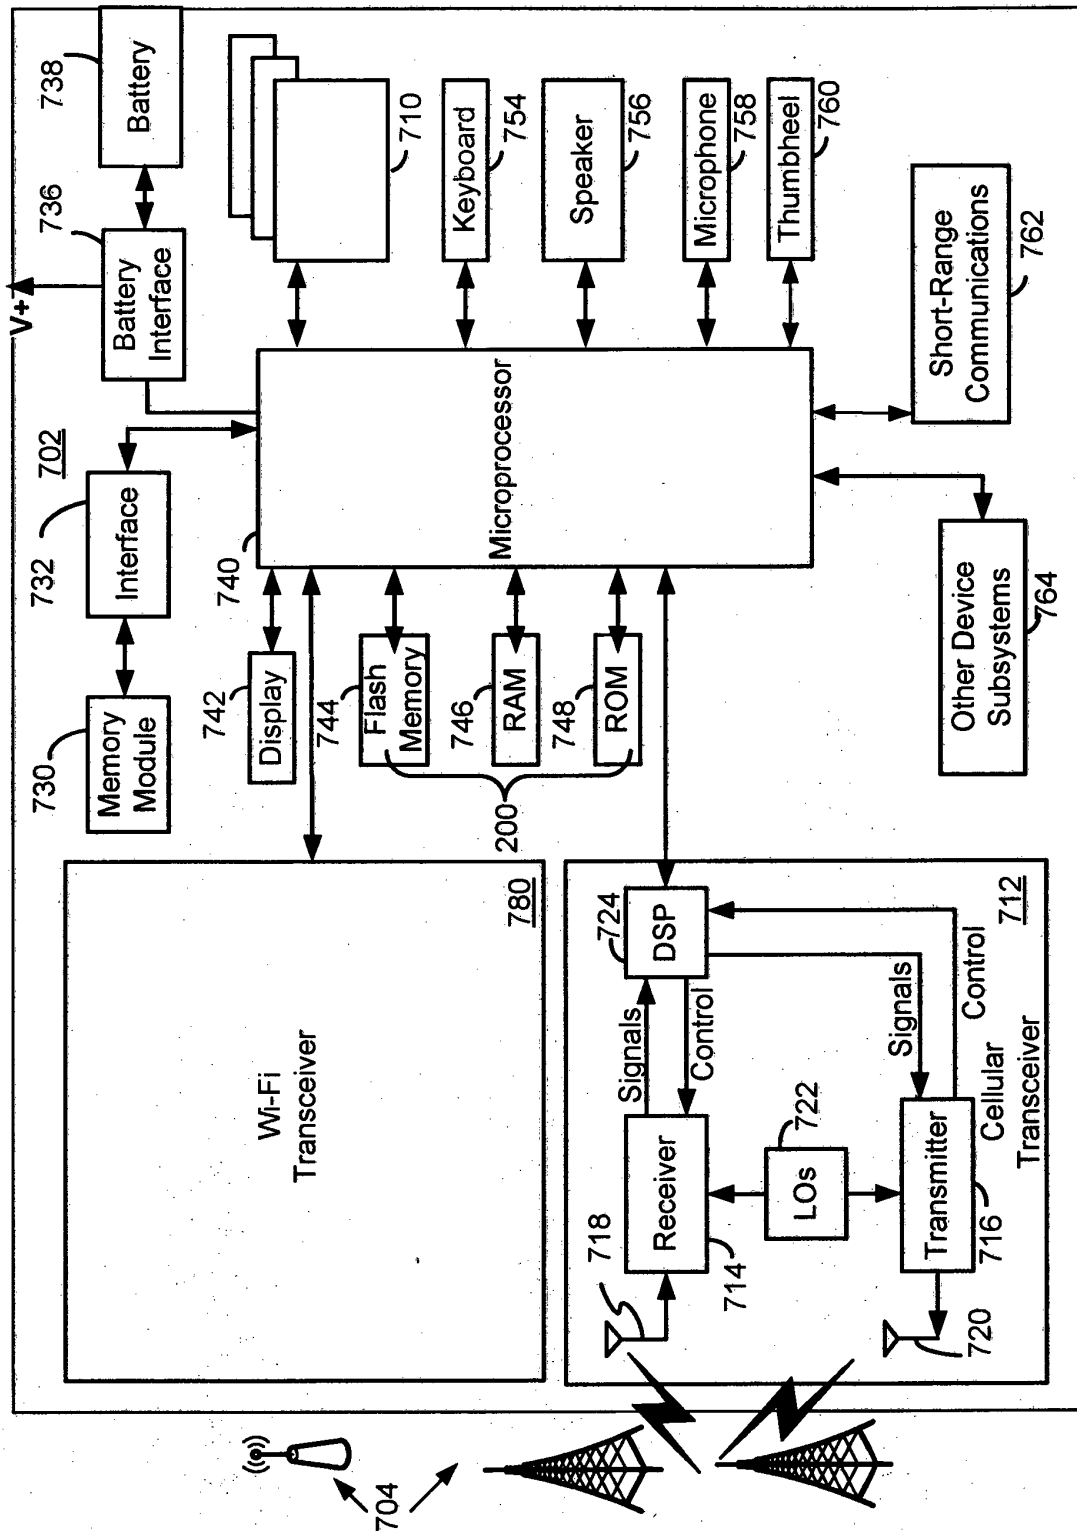 704
Wi-Fi
Transceiver
780
718
714
Receiver
Signals
Control
724
DSP
722
LOs
720
716
Transmitter
Signals
Control
Cellular
Transceiver
712
730
Memory
Module
732
Interface
702
V+
736
Battery
Interface
738
Battery
742
Display
744
Flash
Memory
746
RAM
748
ROM
200
740
Microprocessor
710
Keyboard
754
Speaker
756
Microphone
758
Thumbheel
760
Other Device
Subsystems
764
Short-Range
Communications
762